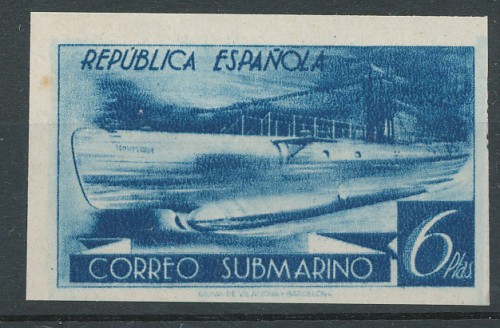 REPÚBLICA ESPAÑOLA
CORREO SUBMARINO
6 Ptas